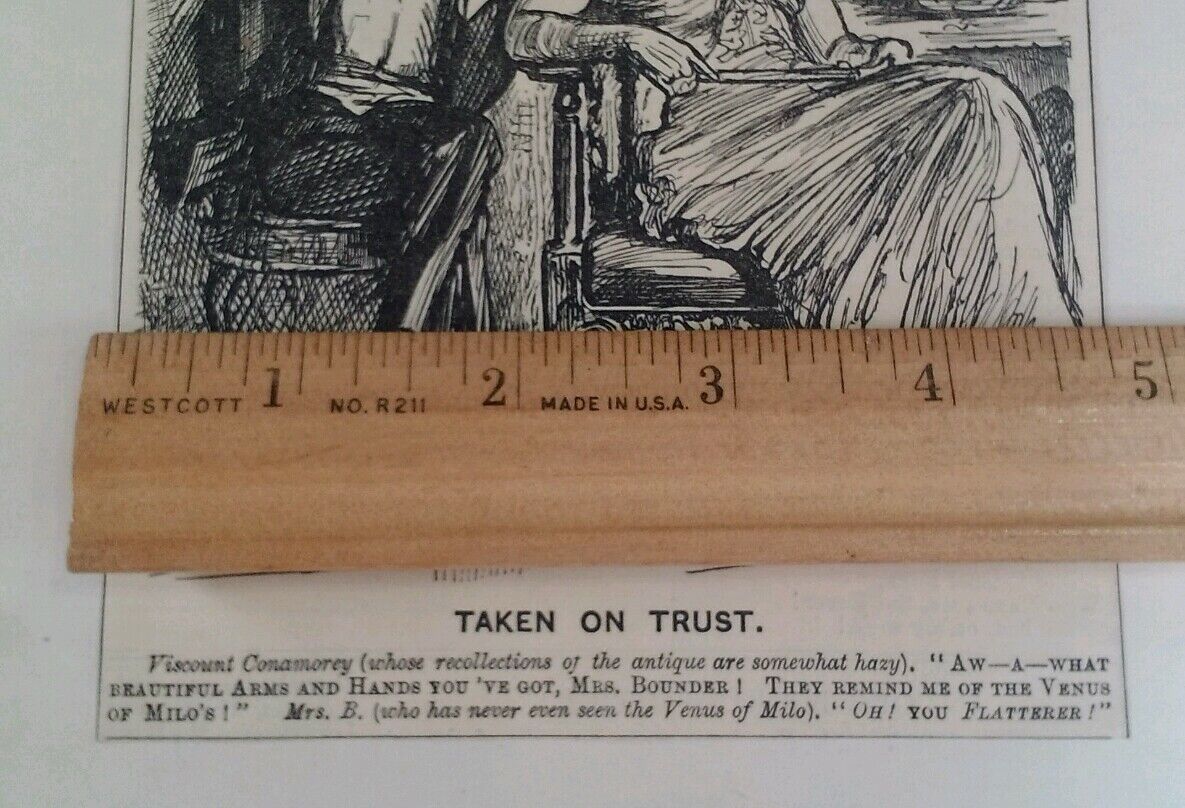 1 2 3 4 5
WESTCOTT NO. R211 MADE IN U.S.A.
TAKEN ON TRUST.
Viscount Conamorey (whose recollections of the antique are somewhat hazy). "AW—A—WHAT
BEAUTIFUL ARMS AND HANDS YOU 'VE GOT, MRS. BOUNDER! THEY REMIND ME OF THE VENUS
OF MILO'S!" Mrs. B. (who has never even seen the Venus of Milo). "OH! YOU FLATTERER!"